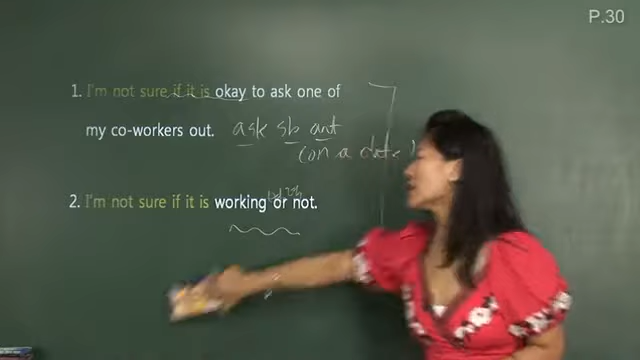 P.30
1. I'm not sure if it is okay to ask one of
my co-workers out. ask sb out
(on a date)
2. I'm not sure if it is working or not.